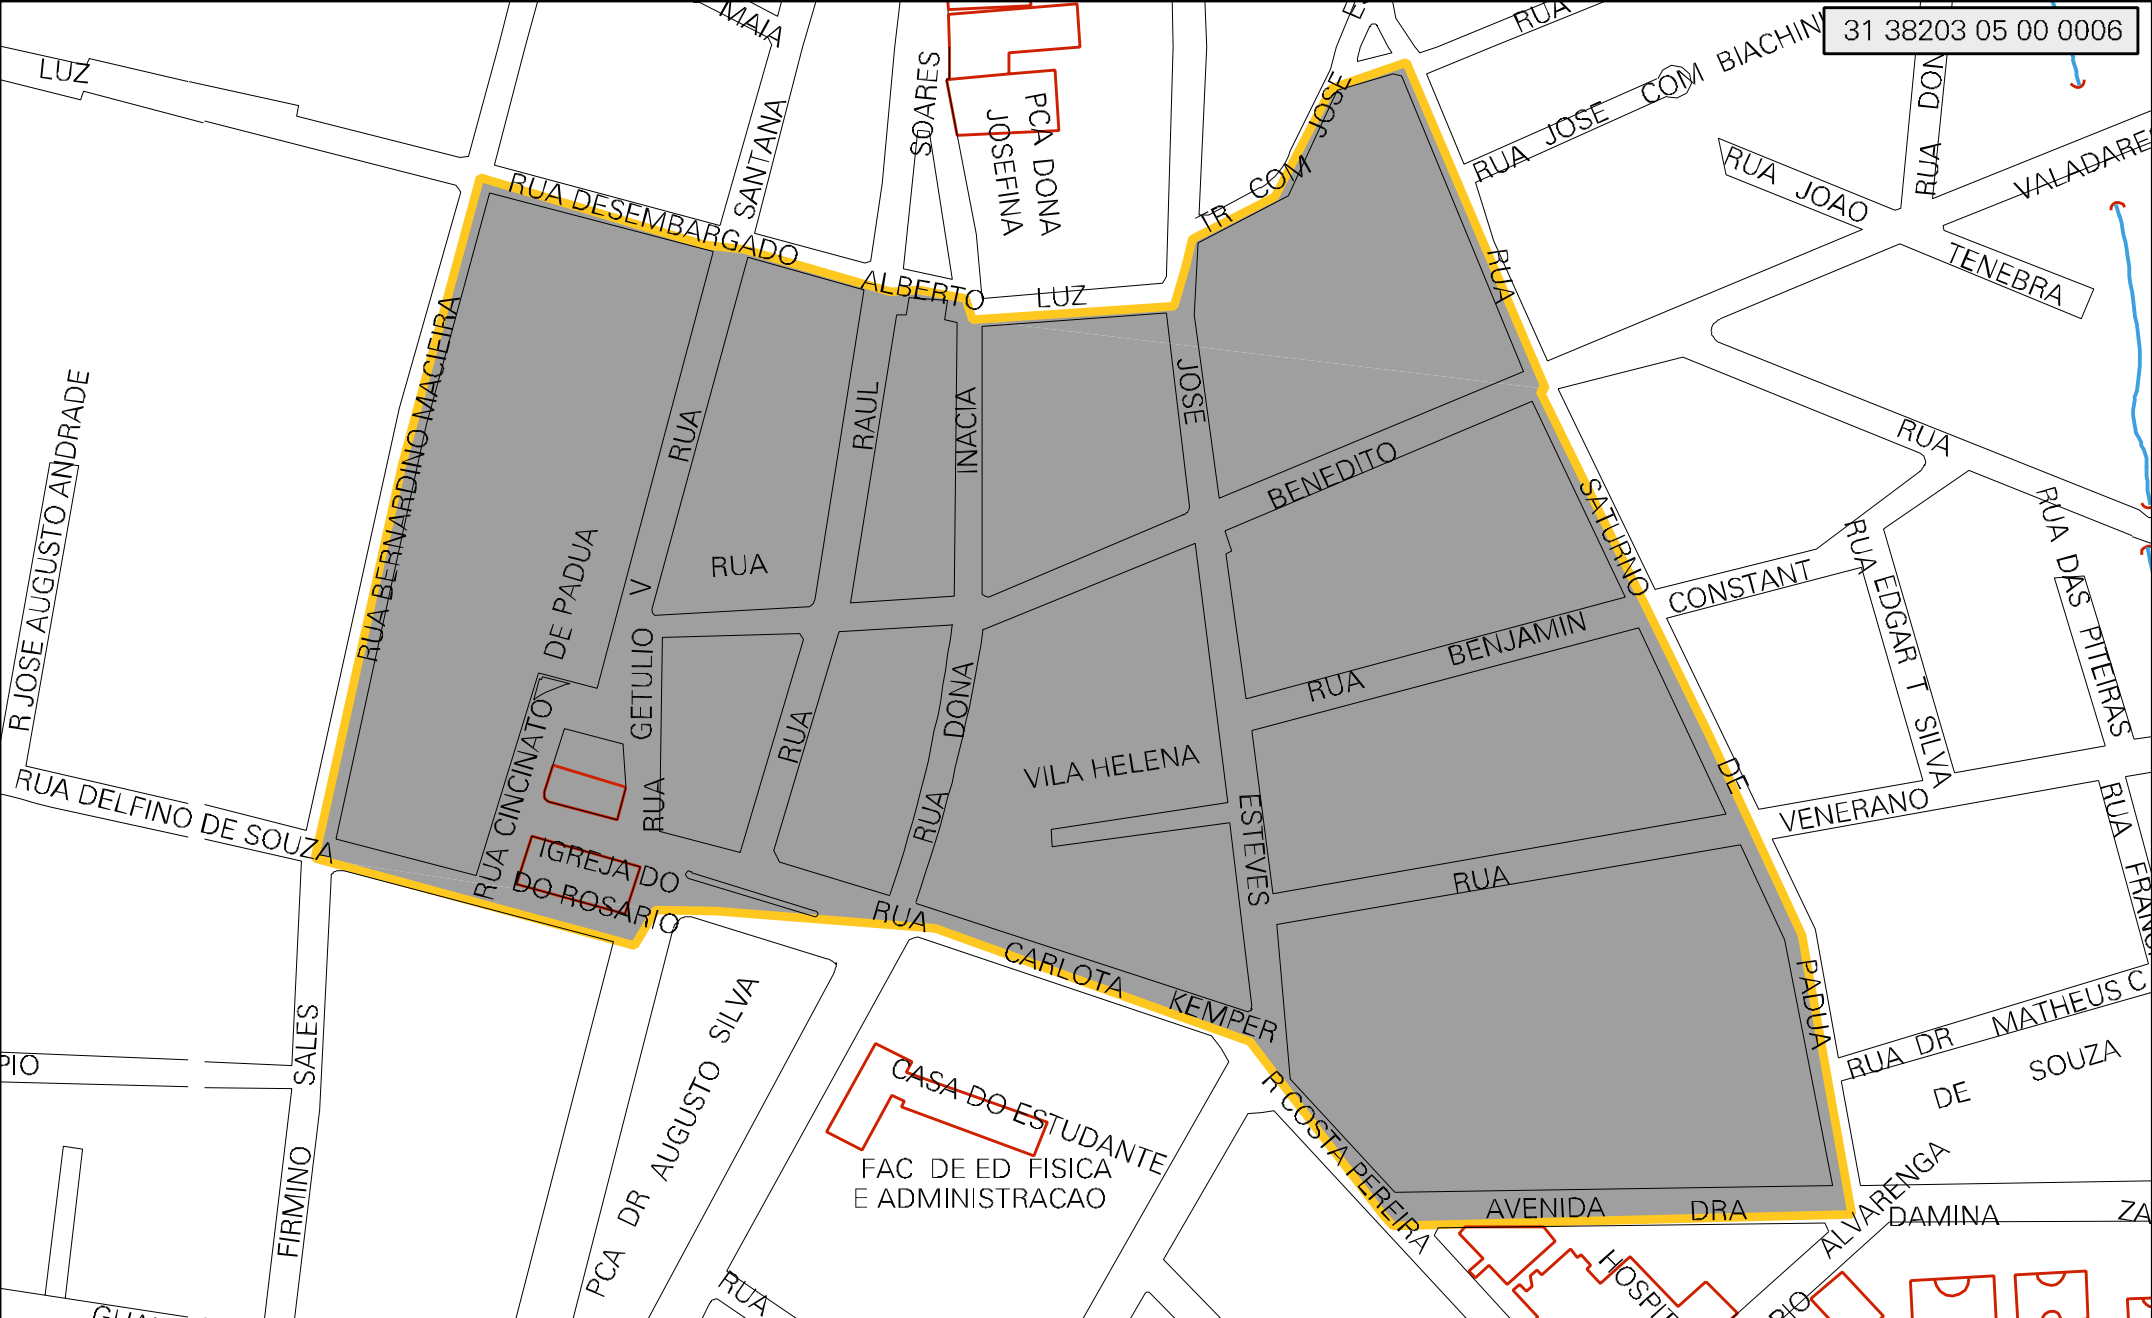 MAIA
RUA
31 38203 05 00 0006
LUZ
SANTANA
SOARES
PCA DONA
JOSEFINA
TR COM JOSE
RUA JOSE COM BIACHINI
RUA DON
RUA JOAO
VALADARE
TENEBRA
RUA DESEMBARGADO ALBERTO LUZ
RUA BERNARDINO MACIEIRA
R JOSE AUGUSTO ANDRADE
RUA
RAUL
INACIA
JOSE
BENEDITO
RUA SATURNO DE PADUA
RUA
RUA DAS PITEIRAS
RUA EDGAR T SILVA
CONSTANT
RUA
RUA BENJAMIN
RUA CINCINATO DE PADUA
RUA GETULIO V
RUA
RUA DONA
VILA HELENA
ESTEVES
RUA
VENERANO
RUA FRANC
RUA DELFINO DE SOUZA
IGREJA DO
DO ROSARIO
RUA CARLOTA KEMPER
R COSTA PEREIRA
RUA DR MATHEUS C
DE SOUZA
PIO
FIRMINO SALES
PCA DR AUGUSTO SILVA
CASA DO ESTUDANTE
FAC DE ED FISICA
E ADMINISTRACAO
AVENIDA DRA DAMINA ZA
ALVARENGA
HOSPIT
RIO
RUA